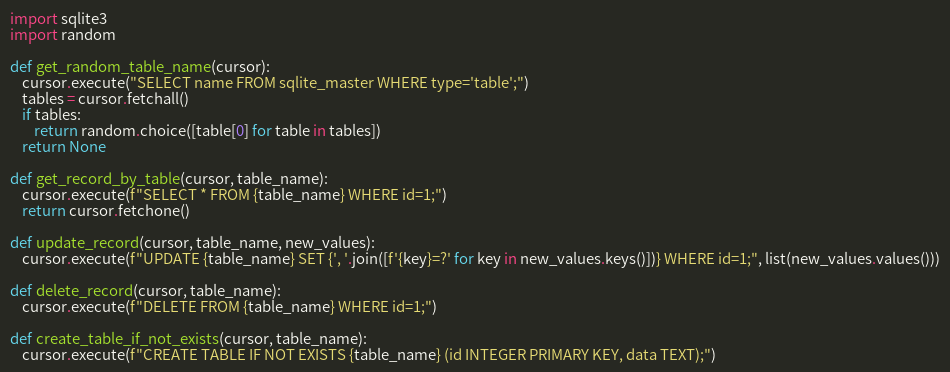 import sqlite3
import random

def get_random_table_name(cursor):
    cursor.execute("SELECT name FROM sqlite_master WHERE type='table';")
    tables = cursor.fetchall()
    if tables:
        return random.choice([table[0] for table in tables])
    return None

def get_record_by_table(cursor, table_name):
    cursor.execute(f"SELECT * FROM {table_name} WHERE id=1;")
    return cursor.fetchone()

def update_record(cursor, table_name, new_values):
    cursor.execute(f"UPDATE {table_name} SET {', '.join([f'{key}=?' for key in new_values.keys()])} WHERE id=1;", list(new_values.values()))

def delete_record(cursor, table_name):
    cursor.execute(f"DELETE FROM {table_name} WHERE id=1;")

def create_table_if_not_exists(cursor, table_name):
    cursor.execute(f"CREATE TABLE IF NOT EXISTS {table_name} (id INTEGER PRIMARY KEY, data TEXT);")